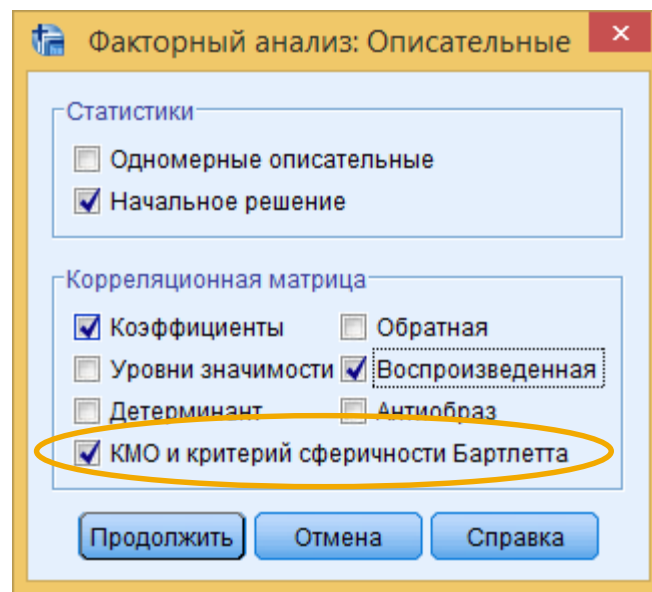 Факторный анализ: Описательные
Статистики
Одномерные описательные
Начальное решение
Корреляционная матрица
Коэффициенты Обратная
Уровни значимости Воспроизведенная
Детерминант Антиобраз
КМО и критерий сферичности Бартлетта
Продолжить Отмена Справка